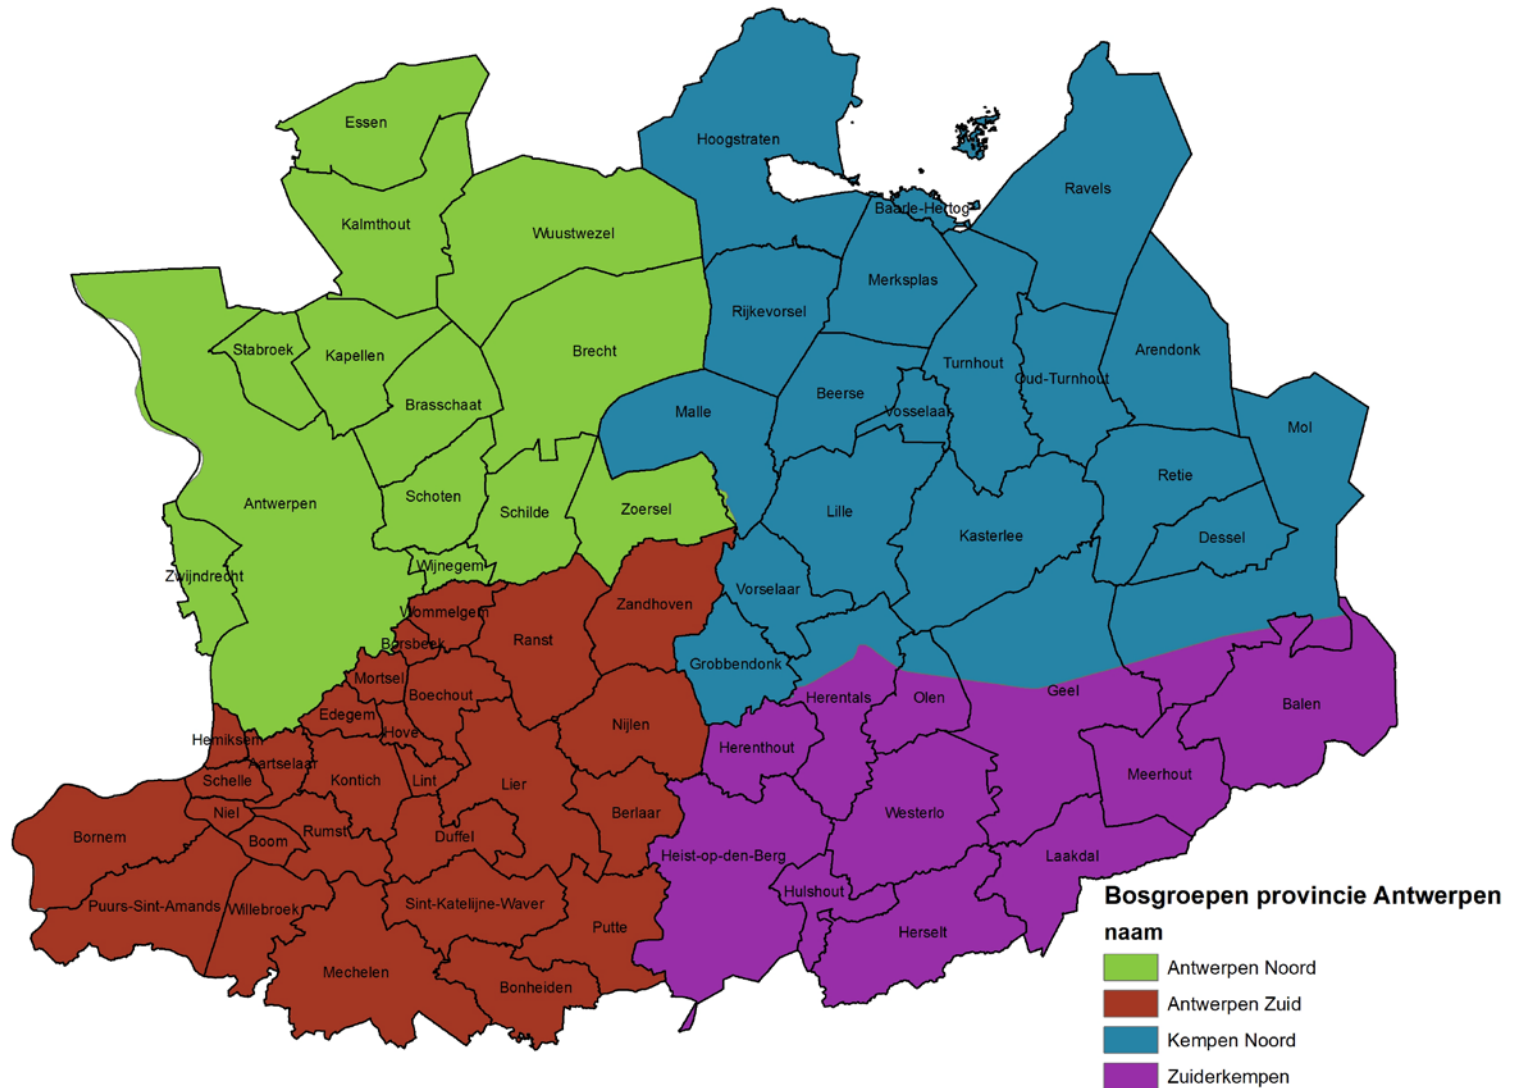 Essen
Hoogstraten
Ravels
Baarle-Hertog
Kalmthout
Wuustwezel
Merksplas
Rijkevorsel
Stabroek
Kapellen
Brecht
Arendonk
Turnhout
Oud-Turnhout
Beerse
Brasschaat
Malle
Vosselaar
Mol
Retie
Antwerpen
Schoten
Schilde
Zoersel
Lille
Kasterlee
Dessel
Wijnegem
Zwijndrecht
Vorselaar
Zandhoven
Wommelgem
Ranst
Borsbeek
Grobbendonk
Mortsel
Boechout
Herentals
Olen
Geel
Balen
Edegem
Nijlen
Hove
Hemiksem
Herenthout
Aartselaar
Meerhout
Schelle
Kontich
Lint
Lier
Niel
Berlaar
Westerlo
Bornem
Boom
Rumst
Duffel
Heist-op-den-Berg
Laakdal
Hulshout
Puurs-Sint-Amands
Willebroek
Sint-Katelijne-Waver
Putte
Herselt
Mechelen
Bonheiden
Bosgroepen provincie Antwerpen
naam
Antwerpen Noord
Antwerpen Zuid
Kempen Noord
Zuiderkempen